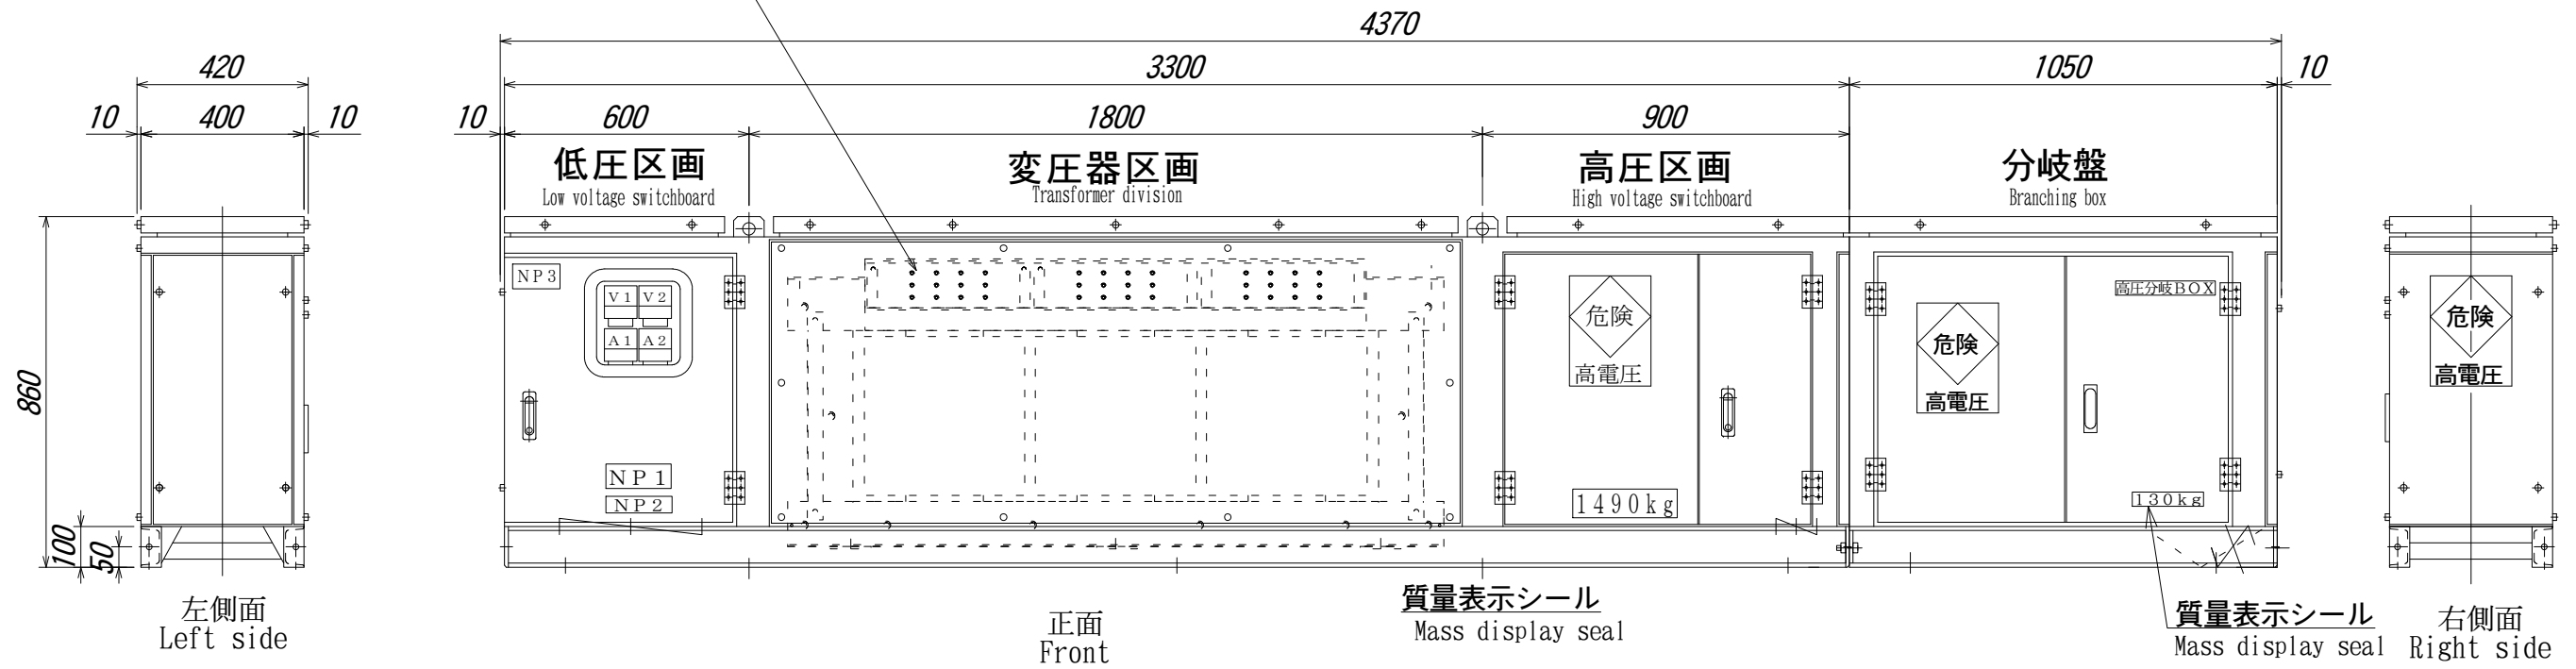 4370
420
3300
1050
10
10
400
10
10
600
1800
900
低圧区画
Low voltage switchboard
変圧器区画
Transformer division
高圧区画
High voltage switchboard
分岐盤
Branching box
NP3
V1 V2
A1 A2
NP1
NP2
危険
高電圧
1490kg
高圧分岐BOX
危険
高電圧
130kg
危険
高電圧
860
100
50
左側面
Left side
正面
Front
質量表示シール
Mass display seal
質量表示シール
Mass display seal
右側面
Right side